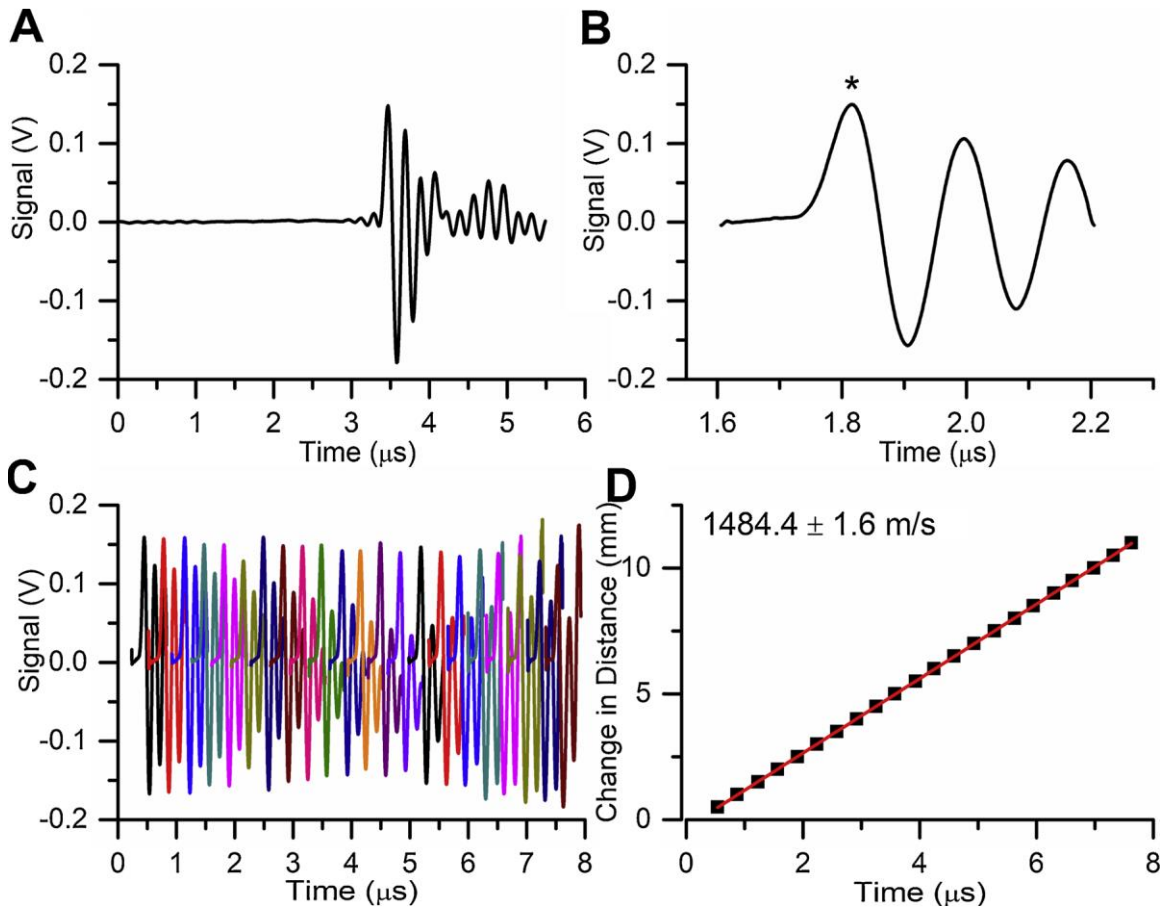 A
Signal (V)
0.2
0.1
0.0
-0.1
-0.2
0 1 2 3 4 5 6
Time (μs)
B
*
Signal (V)
0.2
0.1
0.0
-0.1
-0.2
1.6 1.8 2.0 2.2
Time (μs)
C
Signal (V)
0.2
0.1
0.0
-0.1
-0.2
0 1 2 3 4 5 6 7 8
Time (μs)
D
1484.4 ± 1.6 m/s
Change in Distance (mm)
10
5
0
0 2 4 6 8
Time (μs)